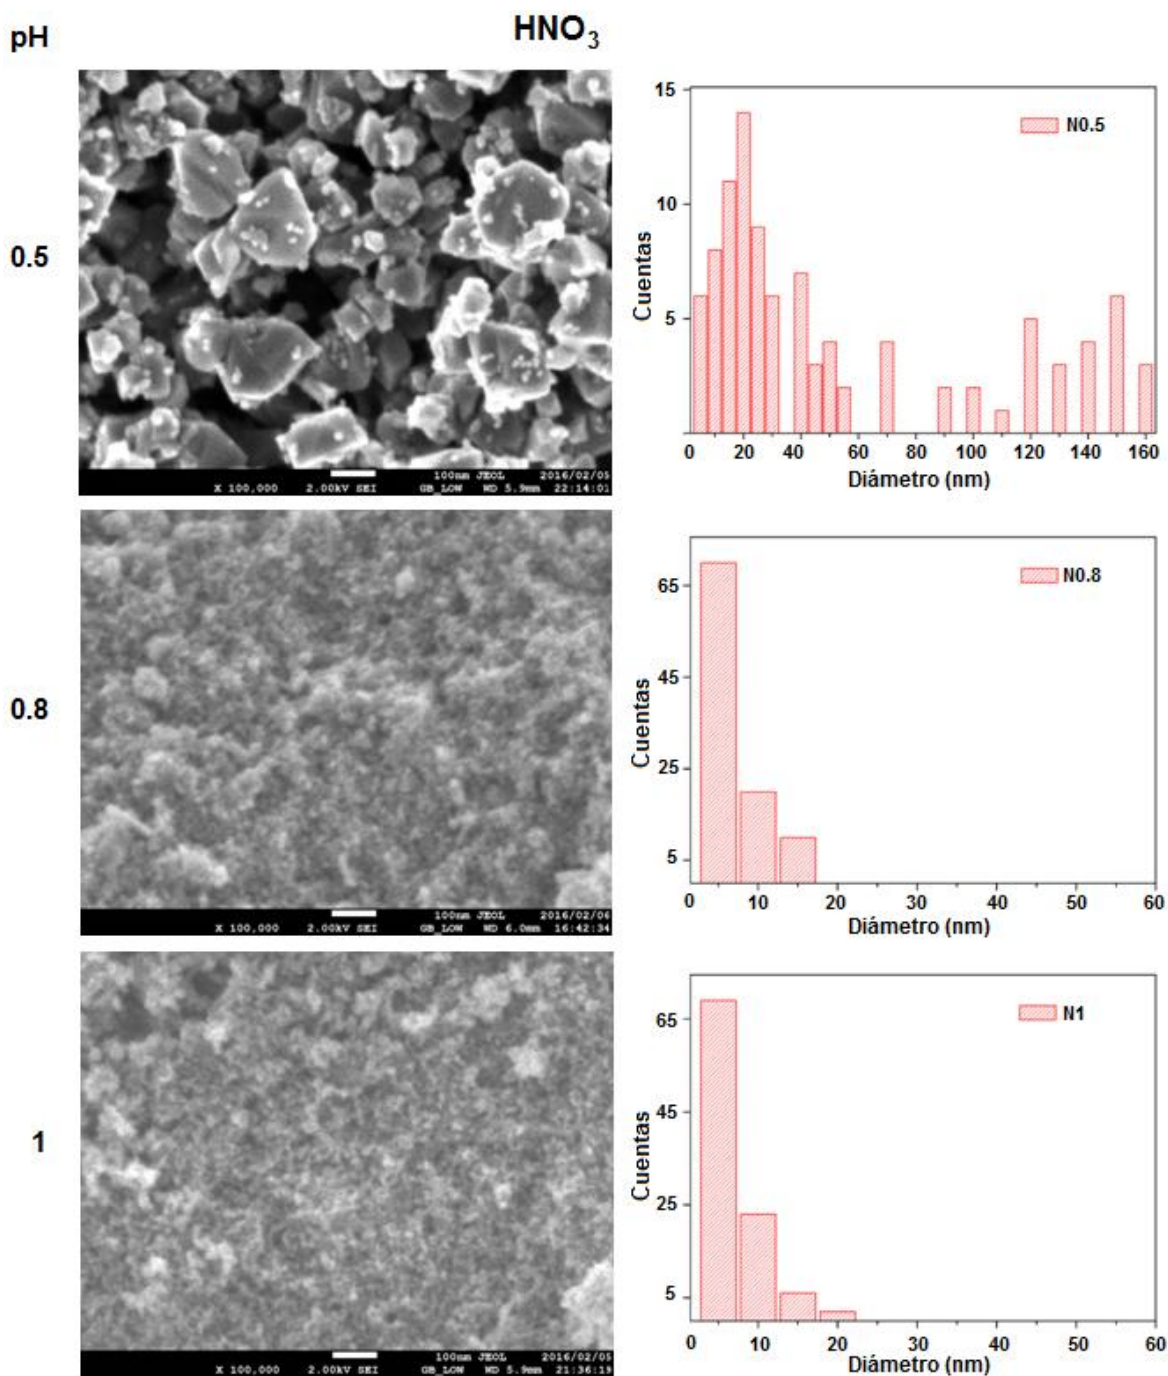 pH
HNO3
0.5
100nm JEOL 2016/02/05
X 100,000 2.00kV SEI GB_LOW WD 5.9mm 22:14:01
15
10
5
Cuentas
N0.5
0 20 40 60 80 100 120 140 160
Diámetro (nm)
0.8
100nm JEOL 2016/02/06
X 100,000 2.00kV SEI GB_LOW WD 6.0mm 16:42:34
65
45
25
5
Cuentas
N0.8
0 10 20 30 40 50 60
Diámetro (nm)
1
100nm JEOL 2016/02/05
X 100,000 2.00kV SEI GB_LOW WD 5.9mm 21:36:19
65
45
25
5
Cuentas
N1
0 10 20 30 40 50 60
Diámetro (nm)